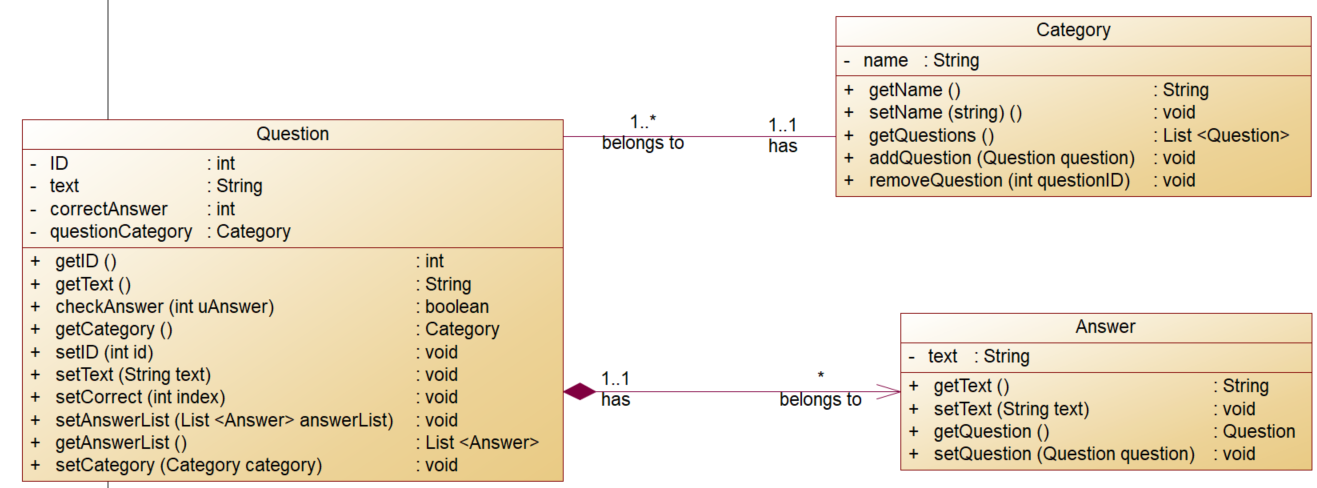 Category
- name : String
+ getName () : String
+ setName (string) () : void
+ getQuestions () : List <Question>
+ addQuestion (Question question) : void
+ removeQuestion (int questionID) : void
1..* 1..1
belongs to has
Question
- ID : int
- text : String
- correctAnswer : int
- questionCategory : Category
+ getID () : int
+ getText () : String
+ checkAnswer (int uAnswer) : boolean
+ getCategory () : Category
+ setID (int id) : void
+ setText (String text) : void
+ setCorrect (int index) : void
+ setAnswerList (List <Answer> answerList) : void
+ getAnswerList () : List <Answer>
+ setCategory (Category category) : void
1..1 *
has belongs to
Answer
- text : String
+ getText () : String
+ setText (String text) : void
+ getQuestion () : Question
+ setQuestion (Question question) : void